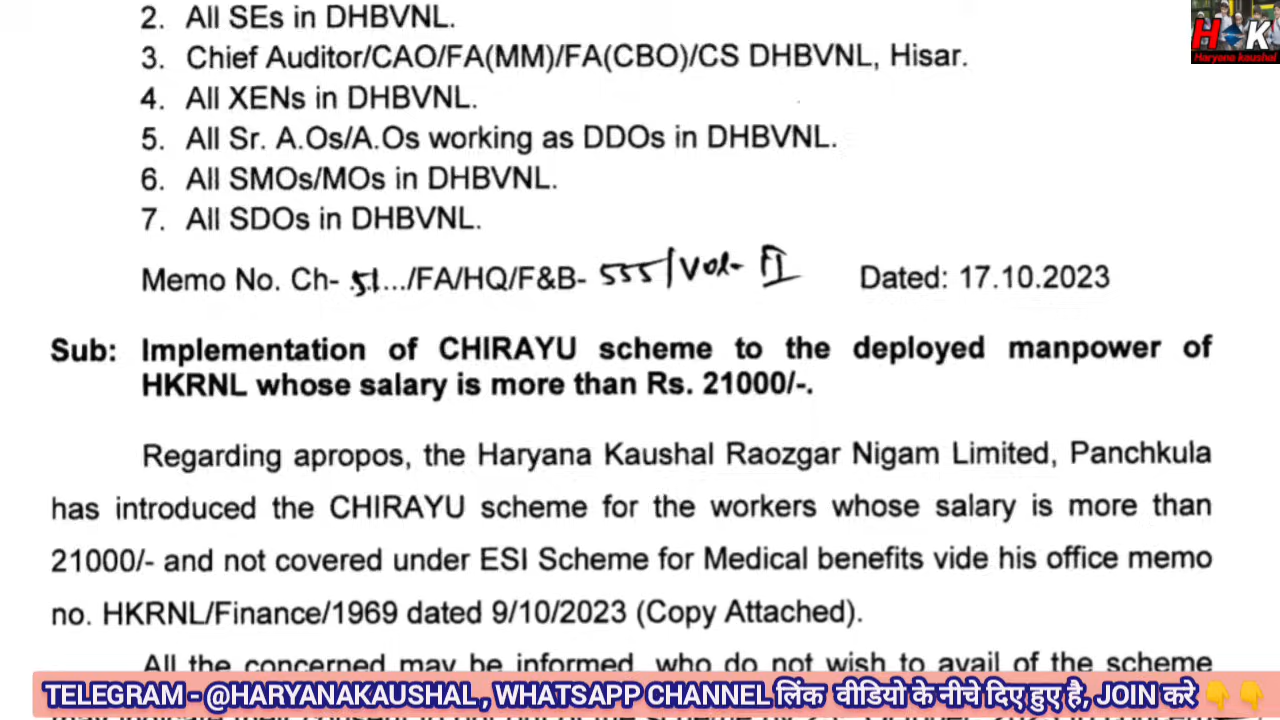 2. All SEs in DHBVNL.
3. Chief Auditor/CAO/FA(MM)/FA(CBO)/CS DHBVNL, Hisar.
4. All XENs in DHBVNL.
5. All Sr. A.Os/A.Os working as DDOs in DHBVNL.
6. All SMOs/MOs in DHBVNL.
7. All SDOs in DHBVNL.
Memo No. Ch- 51.../FA/HQ/F&B- 555/Vol- II Dated: 17.10.2023
Sub: Implementation of CHIRAYU scheme to the deployed manpower of
HKRNL whose salary is more than Rs. 21000/-.
Regarding apropos, the Haryana Kaushal Raozgar Nigam Limited, Panchkula
has introduced the CHIRAYU scheme for the workers whose salary is more than
21000/- and not covered under ESI Scheme for Medical benefits vide his office memo
no. HKRNL/Finance/1969 dated 9/10/2023 (Copy Attached).
All the concerned may be informed, who do not wish to avail of the scheme
TELEGRAM - @HARYANAKAUSHAL , WHATSAPP CHANNEL लिंक वीडियो के नीचे दिए हुए है, JOIN करे 👇👇
H K
Haryana kaushal